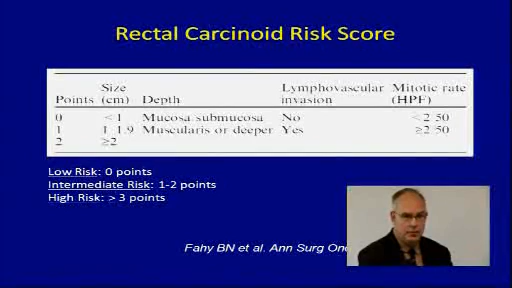 Rectal Carcinoid Risk Score
Size Lymphovascular Mitotic rate
Points (cm) Depth invasion (HPF)
0 < 1 Mucosa submucosa No < 2 50
1 1 1.9 Muscularis or deeper Yes ≥2 50
2 ≥2
Low Risk: 0 points
Intermediate Risk: 1-2 points
High Risk: > 3 points
Fahy BN et al. Ann Surg